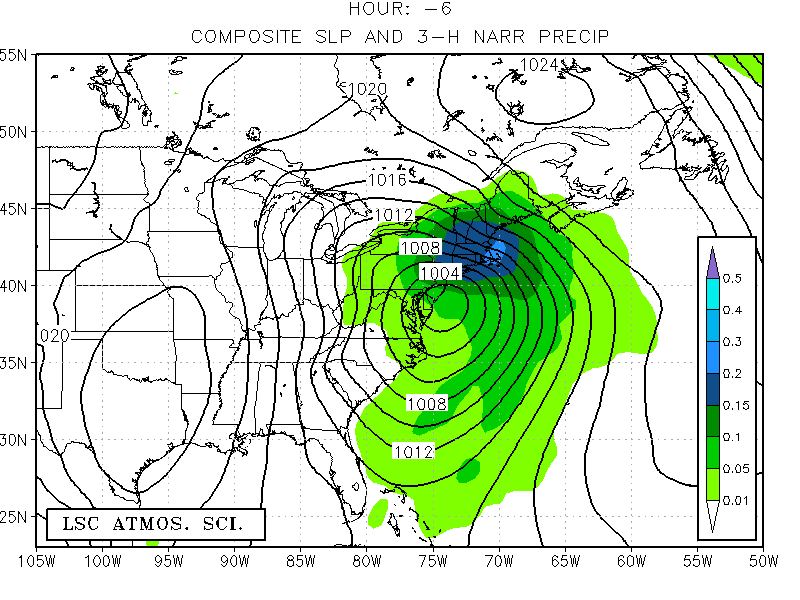 HOUR: -6
COMPOSITE SLP AND 3-H NARR PRECIP
55N
50N
45N
40N
35N
30N
25N
1024
1020
1016
1012
1008
1004
020
1008
1012
0.5
0.4
0.3
0.2
0.15
0.1
0.05
0.01
LSC ATMOS. SCI.
105W 100W 95W 90W 85W 80W 75W 70W 65W 60W 55W 50W